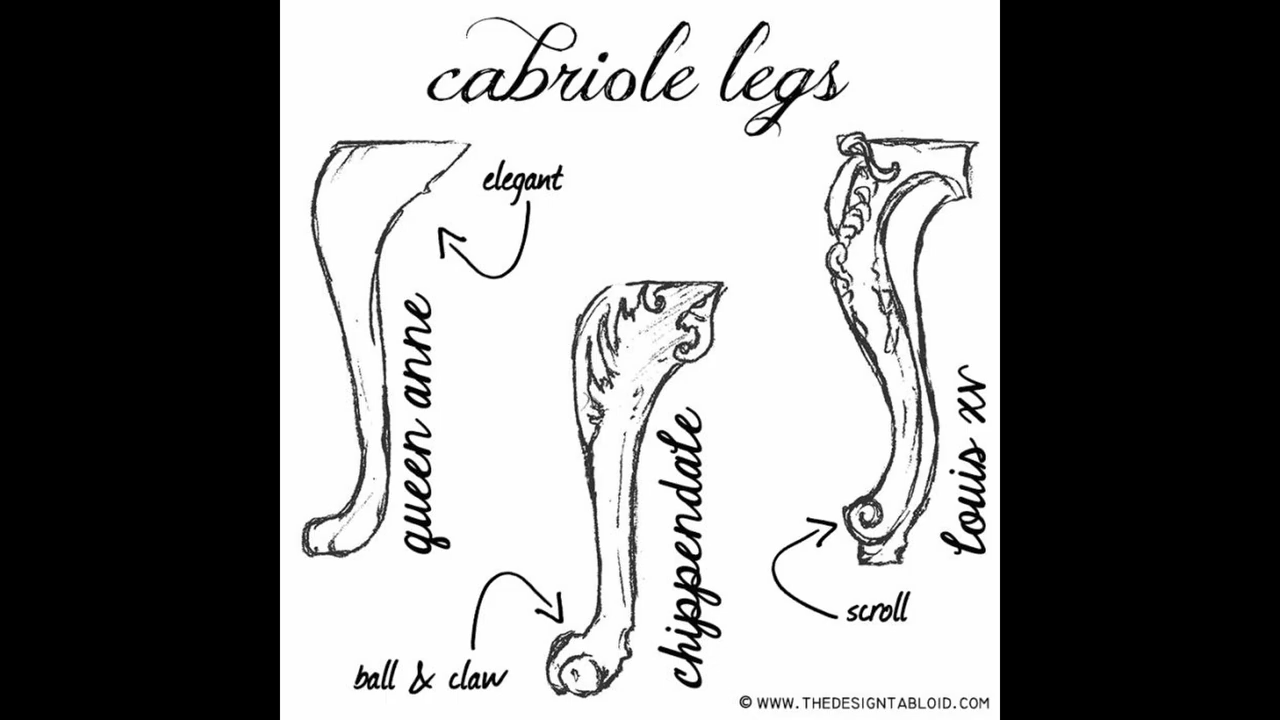 cabriole legs
elegant
queen anne
chippendale
louis xv
scroll
ball & claw
© WWW.THEDESIGNTABLOID.COM